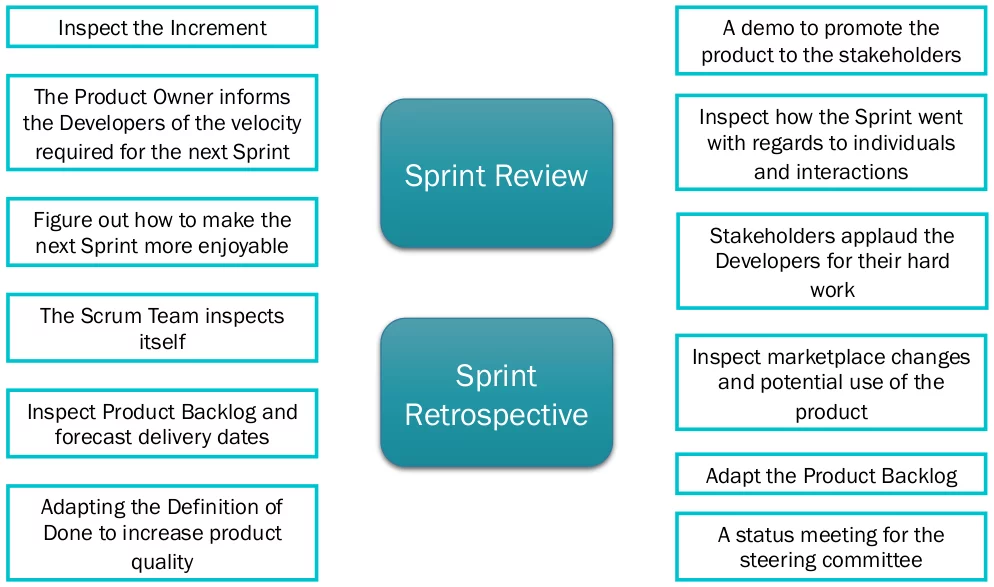 Inspect the Increment
The Product Owner informs
the Developers of the velocity
required for the next Sprint
Figure out how to make the
next Sprint more enjoyable
The Scrum Team inspects
itself
Inspect Product Backlog and
forecast delivery dates
Adapting the Definition of
Done to increase product
quality
Sprint Review
Sprint
Retrospective
A demo to promote the
product to the stakeholders
Inspect how the Sprint went
with regards to individuals
and interactions
Stakeholders applaud the
Developers for their hard
work
Inspect marketplace changes
and potential use of the
product
Adapt the Product Backlog
A status meeting for the
steering committee